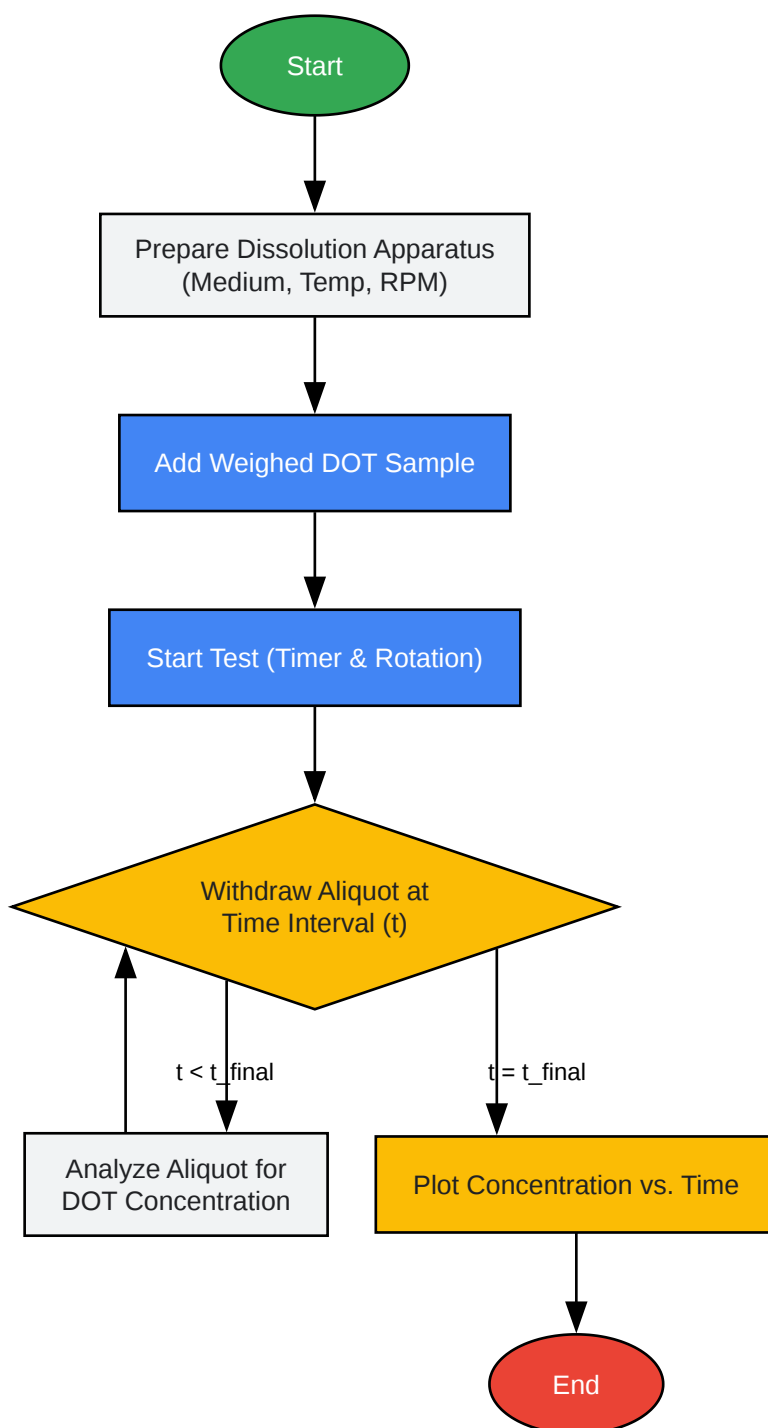 Start
Prepare Dissolution Apparatus
(Medium, Temp, RPM)
Add Weighed DOT Sample
Start Test (Timer & Rotation)
Withdraw Aliquot at
Time Interval (t)
t < t_final
t = t_final
Analyze Aliquot for
DOT Concentration
Plot Concentration vs. Time
End